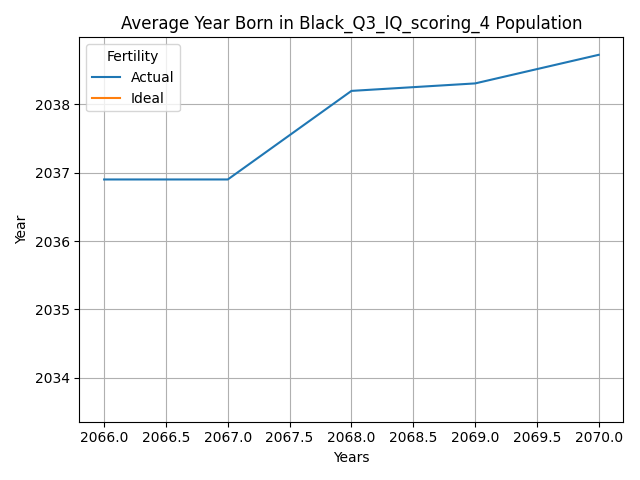 Average Year Born in Black_Q3_IQ_scoring_4 Population
Fertility
Actual
Ideal
2038
2037
2036
2035
2034
Year
2066.0 2066.5 2067.0 2067.5 2068.0 2068.5 2069.0 2069.5 2070.0
Years